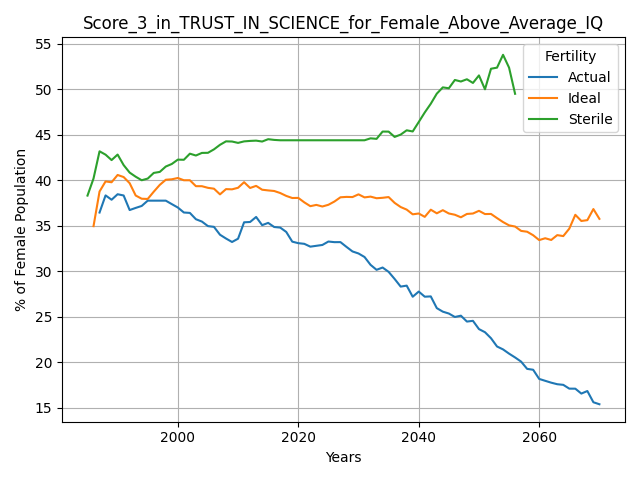 Score_3_in_TRUST_IN_SCIENCE_for_Female_Above_Average_IQ
% of Female Population
55
50
45
40
35
30
25
20
15
Fertility
Actual
Ideal
Sterile
2000
2020
2040
2060
Years